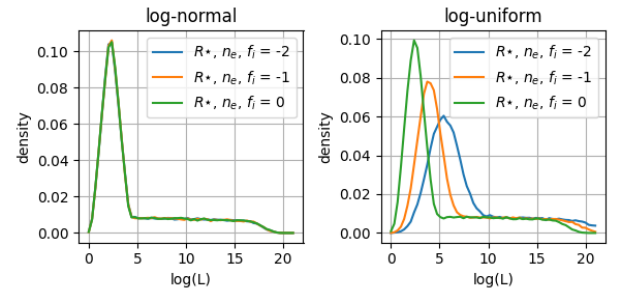 log-normal
density
0.10
0.08
0.06
0.04
0.02
0.00
R⋆, nₑ, fᵢ = -2
R⋆, nₑ, fᵢ = -1
R⋆, nₑ, fᵢ = 0
0 5 10 15 20
log(L)
log-uniform
density
0.10
0.08
0.06
0.04
0.02
0.00
R⋆, nₑ, fᵢ = -2
R⋆, nₑ, fᵢ = -1
R⋆, nₑ, fᵢ = 0
0 5 10 15 20
log(L)